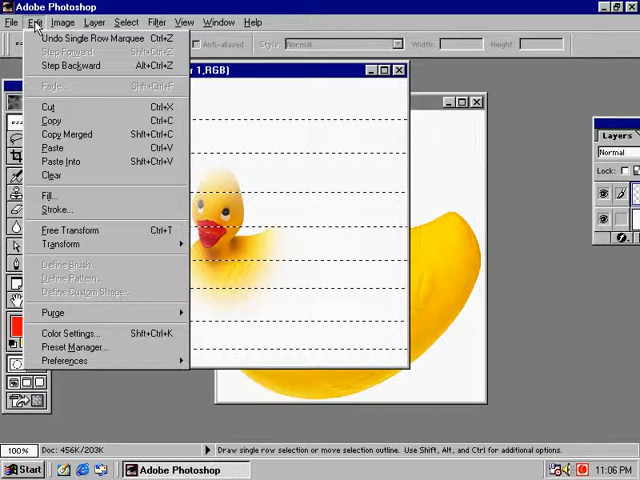 Adobe Photoshop
File Edit Image Layer Select Filter View Window Help
Undo Single Row Marquee Ctrl+Z
Step Forward Shft+Ctrl+Z
Step Backward Alt+Ctrl+Z
Anti-aliased Style: Normal Width: Height:
Fade... Shft+Ctrl+F
Cut Ctrl+X
Copy Ctrl+C
Copy Merged Shft+Ctrl+C
Paste Ctrl+V
Paste Into Shft+Ctrl+V
Clear
Fill...
Stroke...
Free Transform Ctrl+T
Transform
Define Brush...
Define Pattern...
Define Custom Shape...
Purge
Color Settings... Shft+Ctrl+K
Preset Manager...
Preferences
r 1,RGB)
Layers
Normal
Lock:
100% Doc: 456K/203K Draw single row selection or move selection outline. Use Shift, Alt, and Ctrl for additional options.
Start Adobe Photoshop 11:06 PM